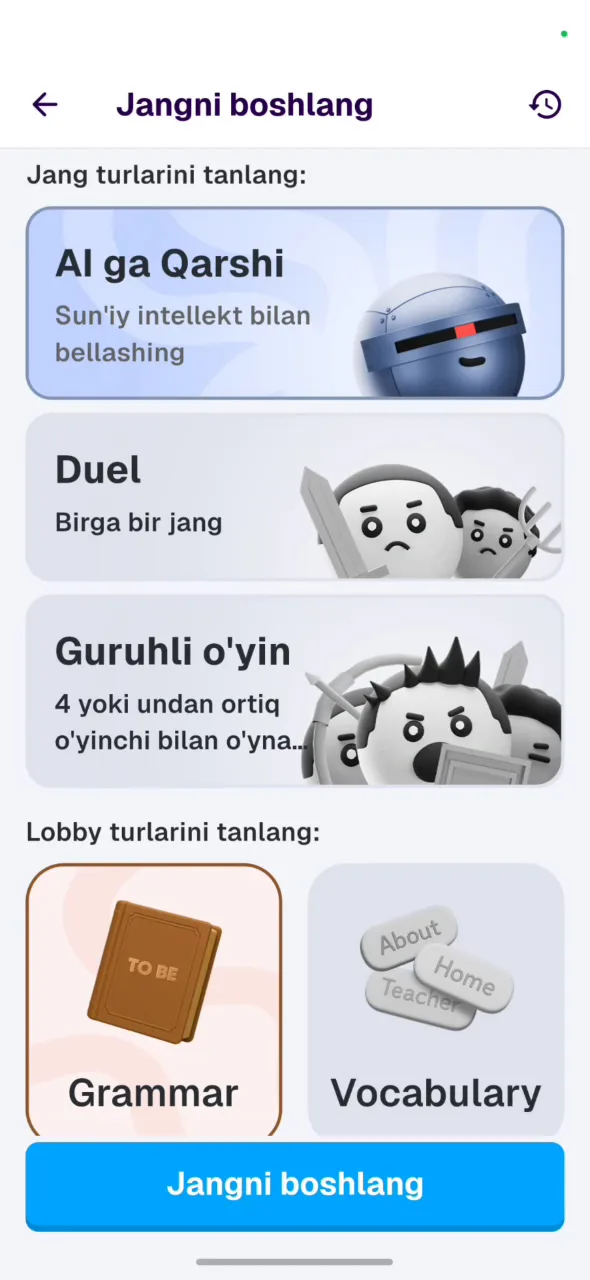 Jangni boshlang
Jang turlarini tanlang:
AI ga Qarshi
Sun'iy intellekt bilan
bellashing
Duel
Birga bir jang
Guruhli o'yin
4 yoki undan ortiq
o'yinchi bilan o'yna...
Lobby turlarini tanlang:
TO BE
Grammar
About
Home
Teacher
Vocabulary
Jangni boshlang